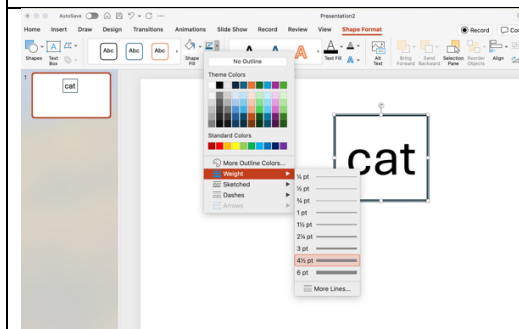 AutoSave
Presentation2
Home Insert Draw Design Transitions Animations Slide Show Record Review View Shape Format
Record
Shapes Text Box
Abc Abc Abc
Shape Fill
A A A
Text Fill
Alt Text
Bring Forward Send Backward Selection Pane Reorder Objects Align
No Outline
Theme Colors
Standard Colors
More Outline Colors...
Weight
Sketched
Dashes
Arrows
¼ pt
½ pt
¾ pt
1 pt
1½ pt
2¼ pt
3 pt
4½ pt
6 pt
More Lines...
1
cat
cat